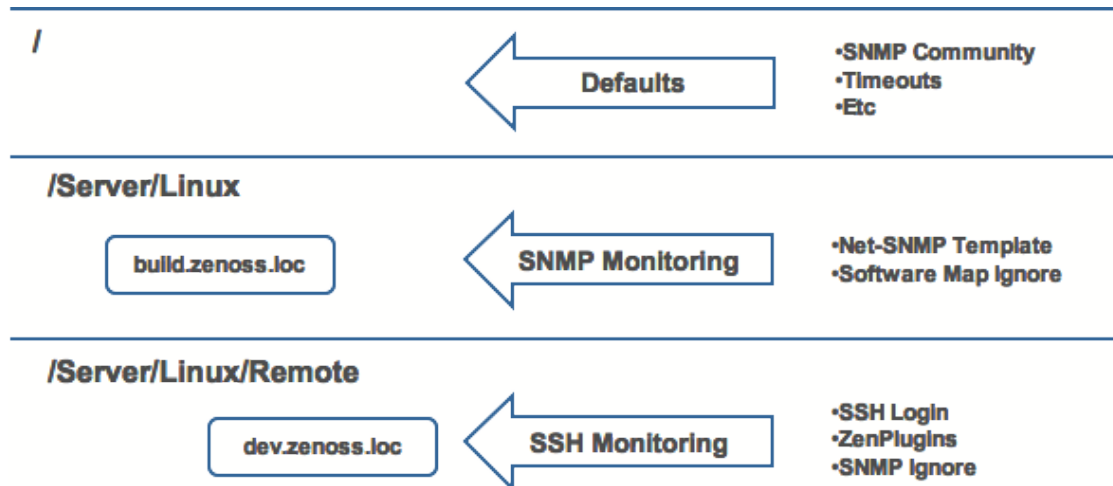 /
Defaults
•SNMP Community
•Timeouts
•Etc
/Server/Linux
build.zenoss.loc
SNMP Monitoring
•Net-SNMP Template
•Software Map Ignore
/Server/Linux/Remote
dev.zenoss.loc
SSH Monitoring
•SSH Login
•ZenPlugins
•SNMP Ignore